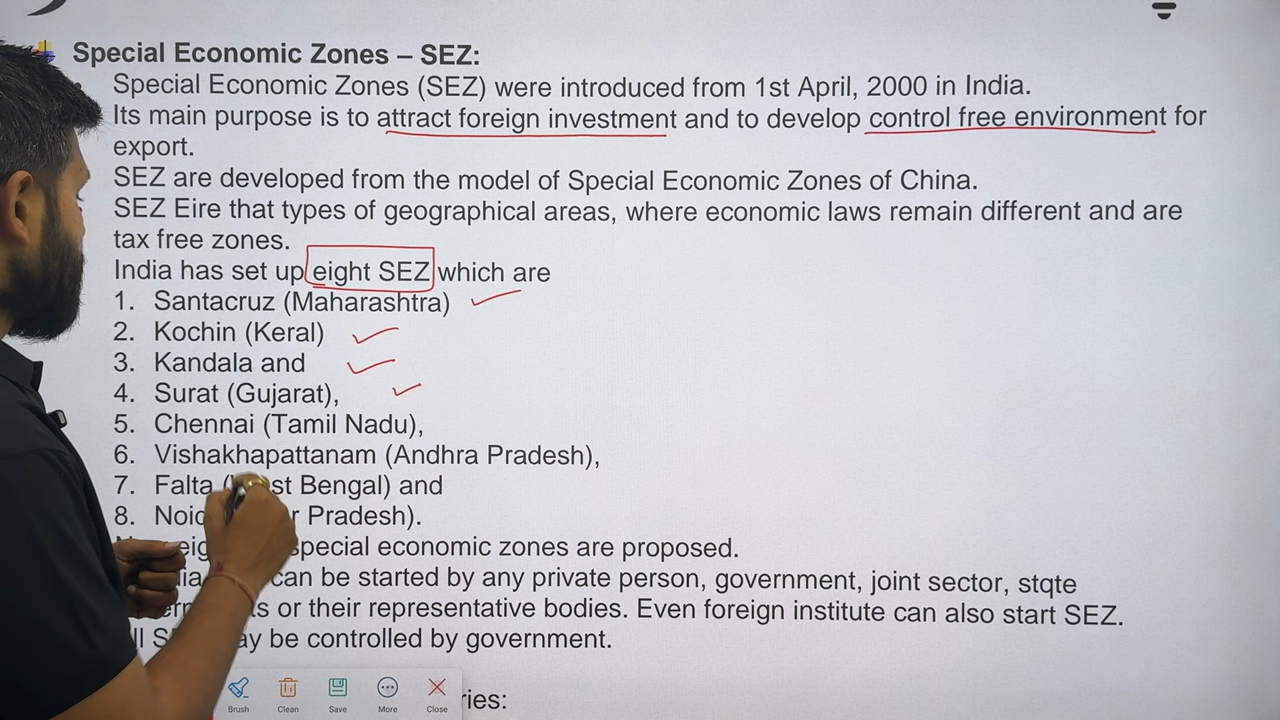 Special Economic Zones – SEZ:
Special Economic Zones (SEZ) were introduced from 1st April, 2000 in India.
Its main purpose is to attract foreign investment and to develop control free environment for
export.
SEZ are developed from the model of Special Economic Zones of China.
SEZ Eire that types of geographical areas, where economic laws remain different and are
tax free zones.
India has set up eight SEZ which are
1. Santacruz (Maharashtra)
2. Kochin (Keral)
3. Kandala and
4. Surat (Gujarat),
5. Chennai (Tamil Nadu),
6. Vishakhapattanam (Andhra Pradesh),
7. Falta Bengal) and
8. Pradesh).
special economic zones are proposed.
can be started by any private person, government, joint sector, stqte
or their representative bodies. Even foreign institute can also start SEZ.
be controlled by government.
Brush Clean Save More Close